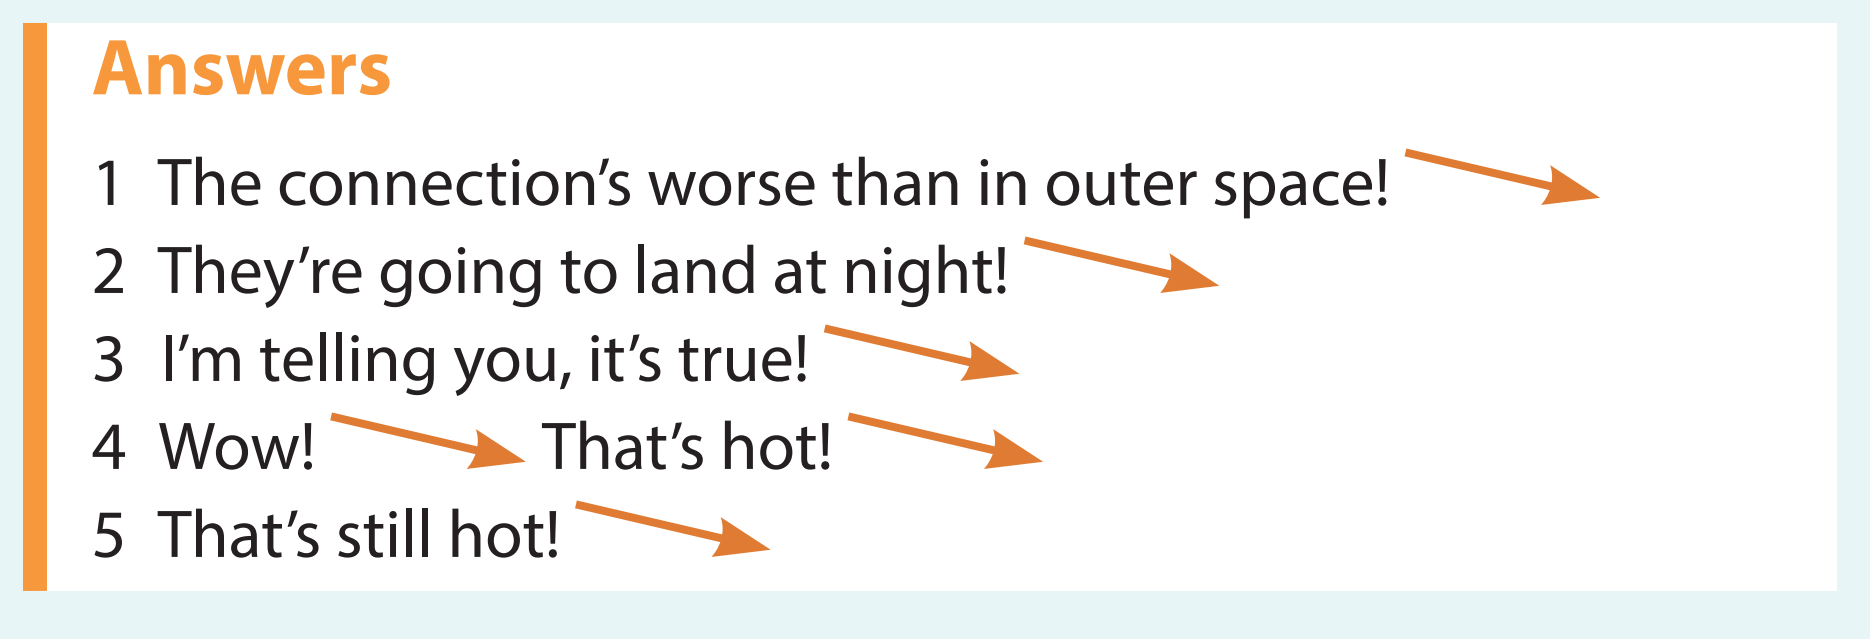 Answers
1 The connection’s worse than in outer space!
2 They’re going to land at night!
3 I’m telling you, it’s true!
4 Wow! That’s hot!
5 That’s still hot!